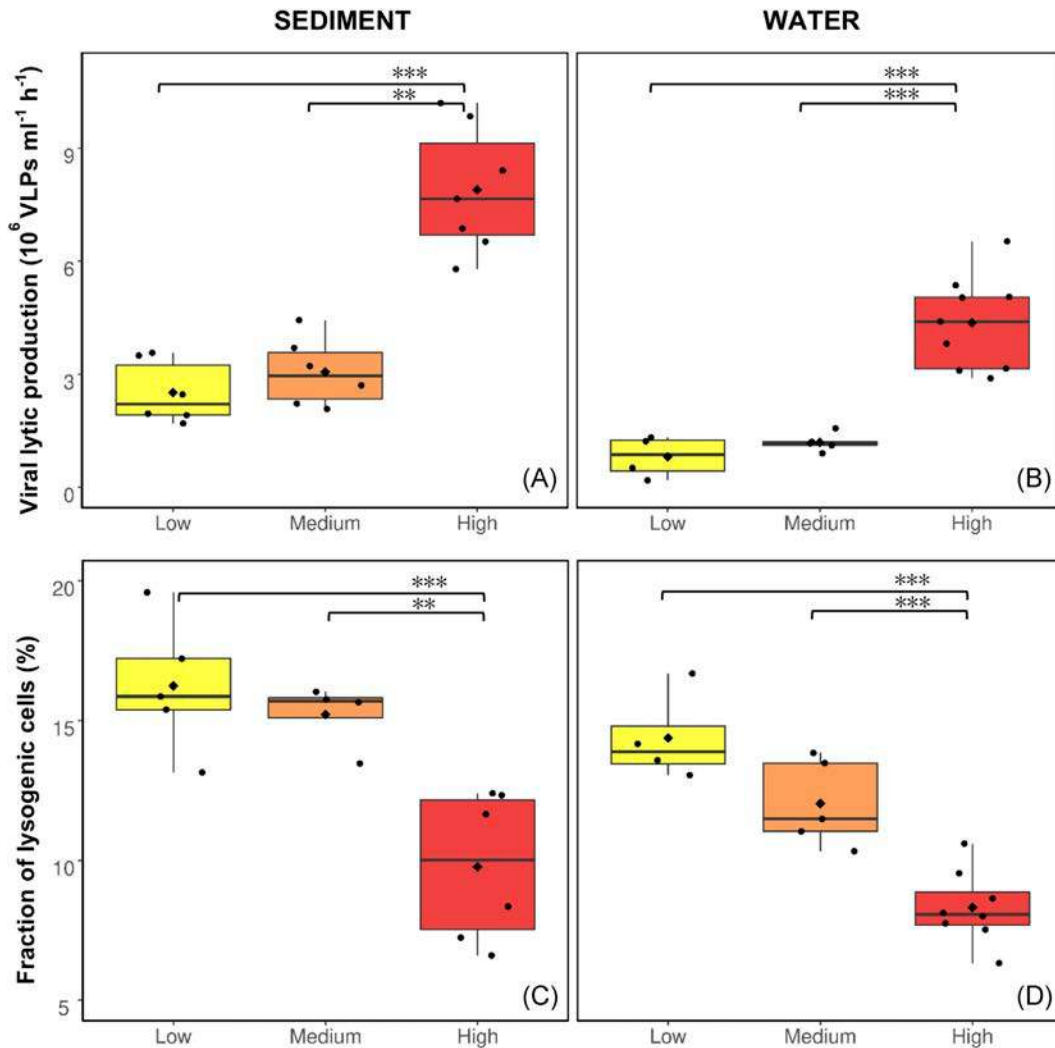 SEDIMENT
WATER
Viral lytic production (10⁶ VLPs ml⁻¹ h⁻¹)
9
6
3
0
***
**
(A)
Low
Medium
High
***
***
(B)
Low
Medium
High
Fraction of lysogenic cells (%)
20
15
10
5
***
**
(C)
Low
Medium
High
***
***
(D)
Low
Medium
High